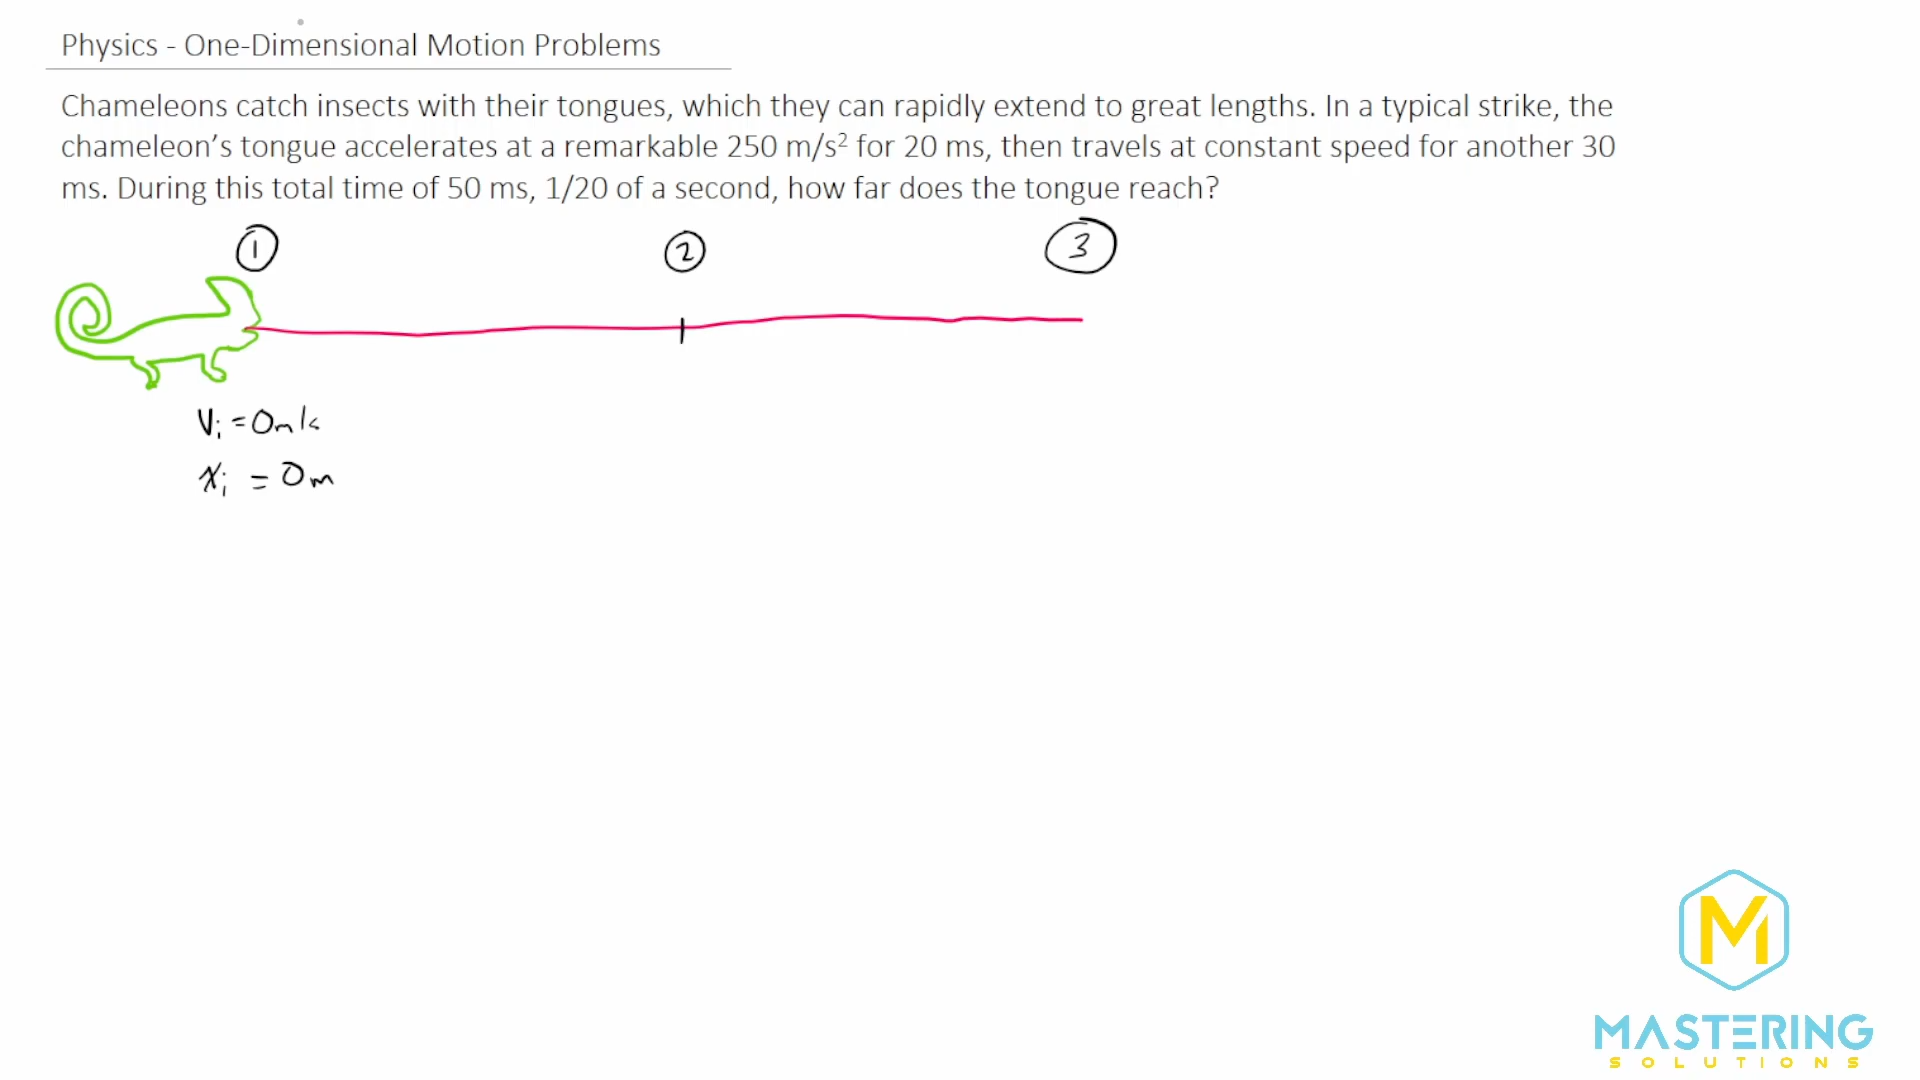 Physics - One-Dimensional Motion Problems
Chameleons catch insects with their tongues, which they can rapidly extend to great lengths. In a typical strike, the
chameleon’s tongue accelerates at a remarkable 250 m/s² for 20 ms, then travels at constant speed for another 30
ms. During this total time of 50 ms, 1/20 of a second, how far does the tongue reach?
1 2 3
v₁ = 0 m/s
x₁ = 0 m
M
MASTERING
SOLUTIONS